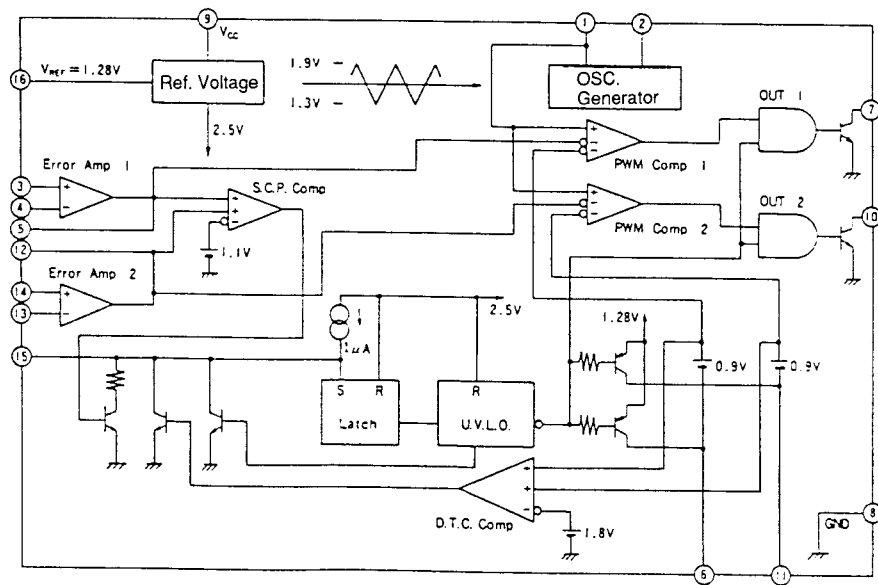 9
VCC
1
2
16
VREF=1.28V
Ref. Voltage
1.9V
1.3V
OSC.
Generator
2.5V
OUT 1
7
Error Amp 1
3
+
4
−
5
12
S.C.P. Comp
+
+
−
1.1V
+
−
−
PWM Comp 1
+
−
−
PWM Comp 2
OUT 2
10
Error Amp 2
14
+
13
−
15
I
1μA
2.5V
1.28V
0.9V
0.9V
S
R
Latch
R
U.V.L.O.
+
+
−
D.T.C. Comp
1.8V
GND
8
6
11